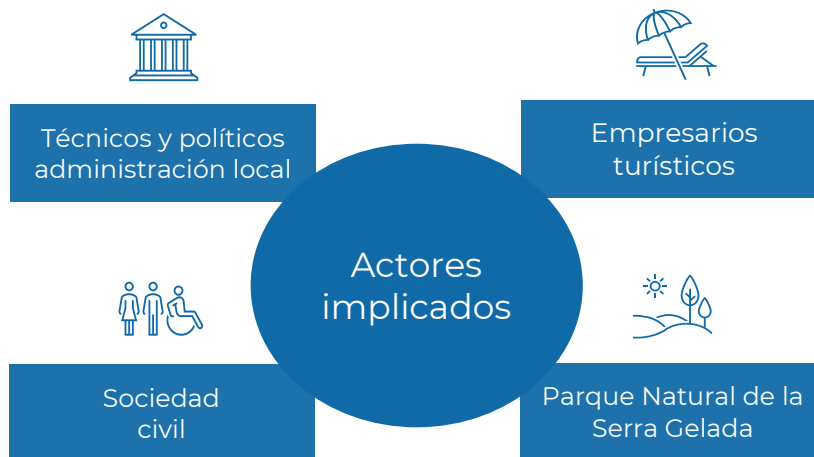 Técnicos y políticos
administración local
Empresarios
turísticos
Actores
implicados
Sociedad
civil
Parque Natural de la
Serra Gelada